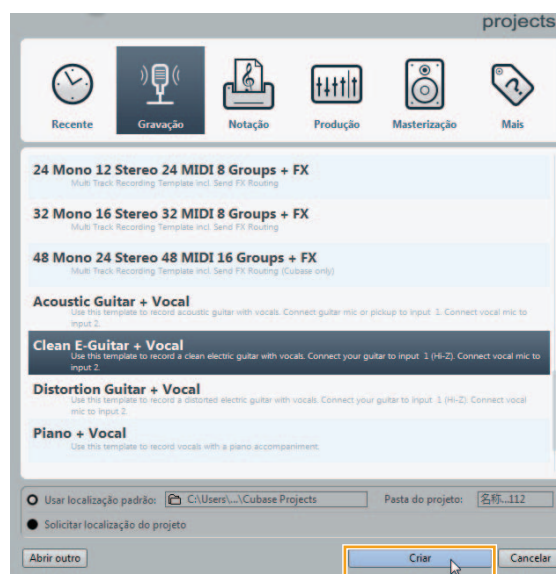 projects
Recente Gravação Notação Produção Masterização Mais
24 Mono 12 Stereo 24 MIDI 8 Groups + FX
Multi Track Recording Template incl. Send FX Routing
32 Mono 16 Stereo 32 MIDI 8 Groups + FX
Multi Track Recording Template incl. Send FX Routing
48 Mono 24 Stereo 48 MIDI 16 Groups + FX
Multi Track Recording Template incl. Send FX Routing (Cubase only)
Acoustic Guitar + Vocal
Use this template to record acoustic guitar with vocals. Connect guitar mic or pickup to input 1. Connect vocal mic to
input 2.
Clean E-Guitar + Vocal
Use this template to record a clean electric guitar with vocals. Connect your guitar to input 1 (Hi-Z). Connect vocal mic to
input 2.
Distortion Guitar + Vocal
Use this template to record a distorted electric guitar with vocals. Connect your guitar to input 1 (Hi-Z). Connect vocal
mic to input 2.
Piano + Vocal
Use this template to record vocals with a piano accompaniment.
Usar localização padrão: C:\Users\...\Cubase Projects Pasta do projeto: 名称...112
Solicitar localização do projeto
Abrir outro Criar Cancelar